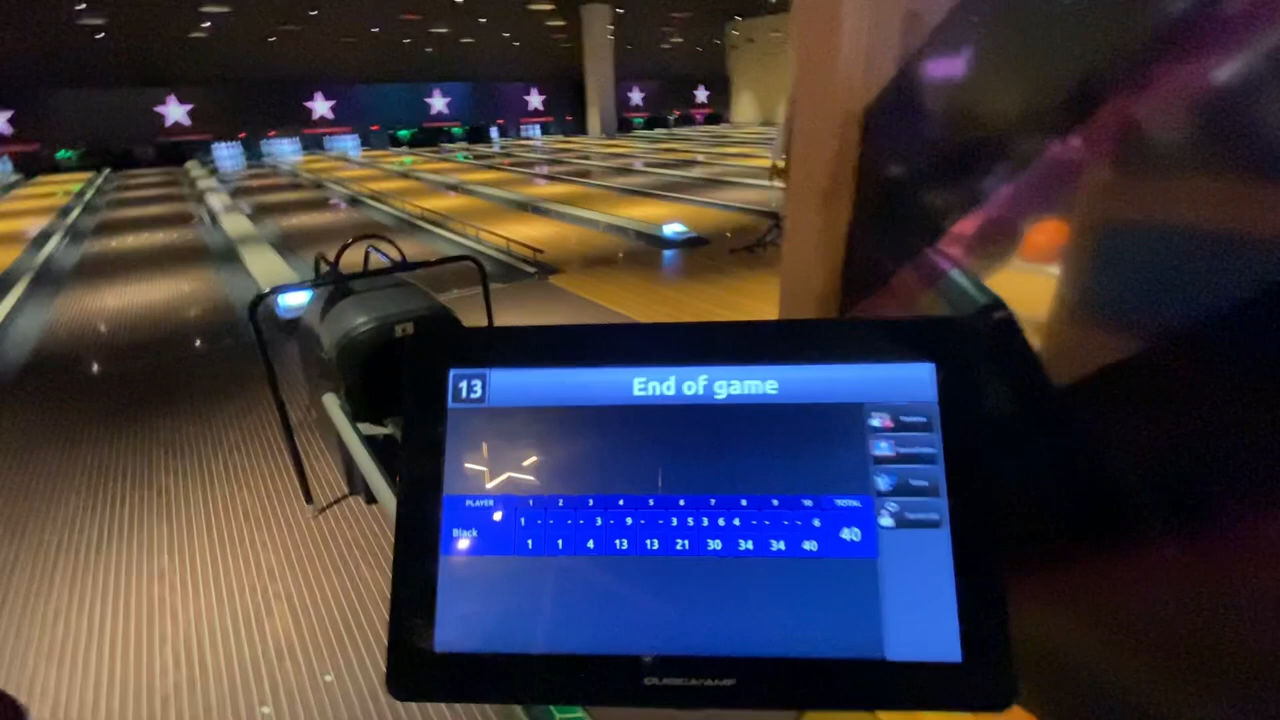 13 End of game
PLAYER 1 2 3 4 5 6 7 8 9 10 TOTAL
1 - - - - 3 - 9 - - 3 5 3 6 4 - - - - 6
Black 1 1 4 13 13 21 30 34 34 40 40
QUBICAAMF